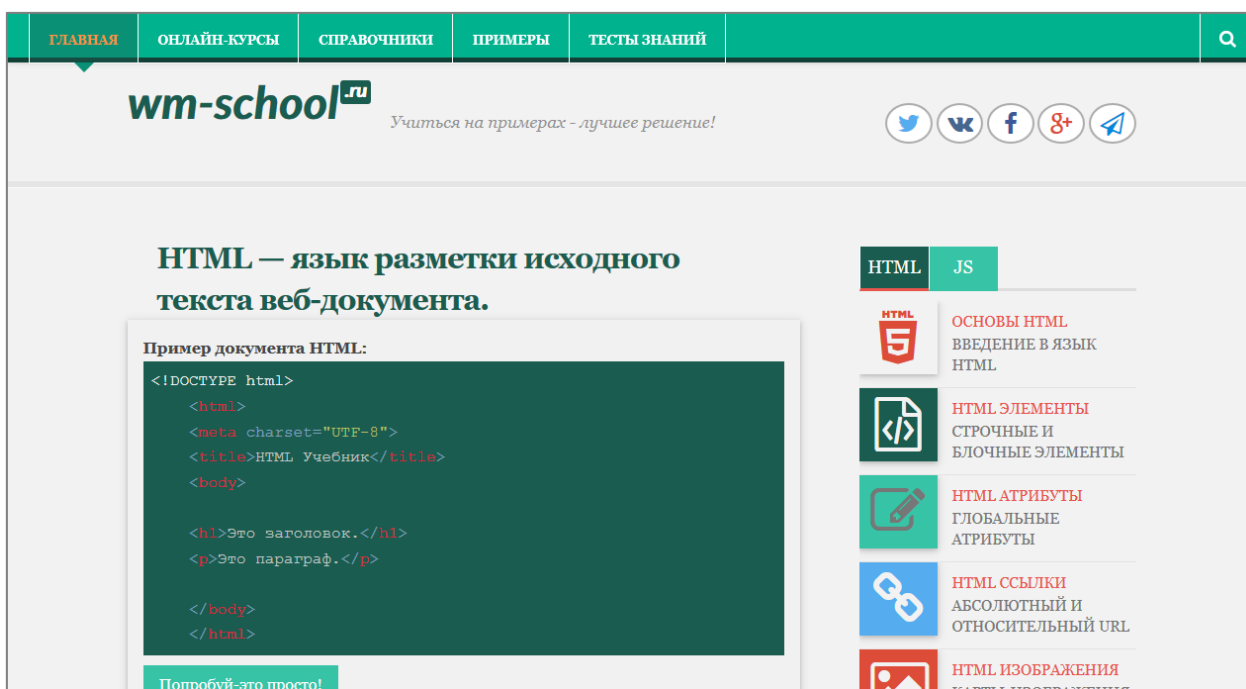 ГЛАВНАЯ ОНЛАЙН-КУРСЫ СПРАВОЧНИКИ ПРИМЕРЫ ТЕСТЫ ЗНАНИЙ
wm-school.ru
Учиться на примерах - лучшее решение!
HTML — язык разметки исходного
текста веб-документа.
Пример документа HTML:
<!DOCTYPE html>
<html>
<meta charset="UTF-8">
<title>HTML Учебник</title>
<body>
<h1>Это заголовок.</h1>
<p>Это параграф.</p>
</body>
</html>
Попробуй-это просто!
HTML JS
HTML
5
ОСНОВЫ HTML
ВВЕДЕНИЕ В ЯЗЫК
HTML
HTML ЭЛЕМЕНТЫ
СТРОЧНЫЕ И
БЛОЧНЫЕ ЭЛЕМЕНТЫ
HTML АТРИБУТЫ
ГЛОБАЛЬНЫЕ
АТРИБУТЫ
HTML ССЫЛКИ
АБСОЛЮТНЫЙ И
ОТНОСИТЕЛЬНЫЙ URL
HTML ИЗОБРАЖЕНИЯ